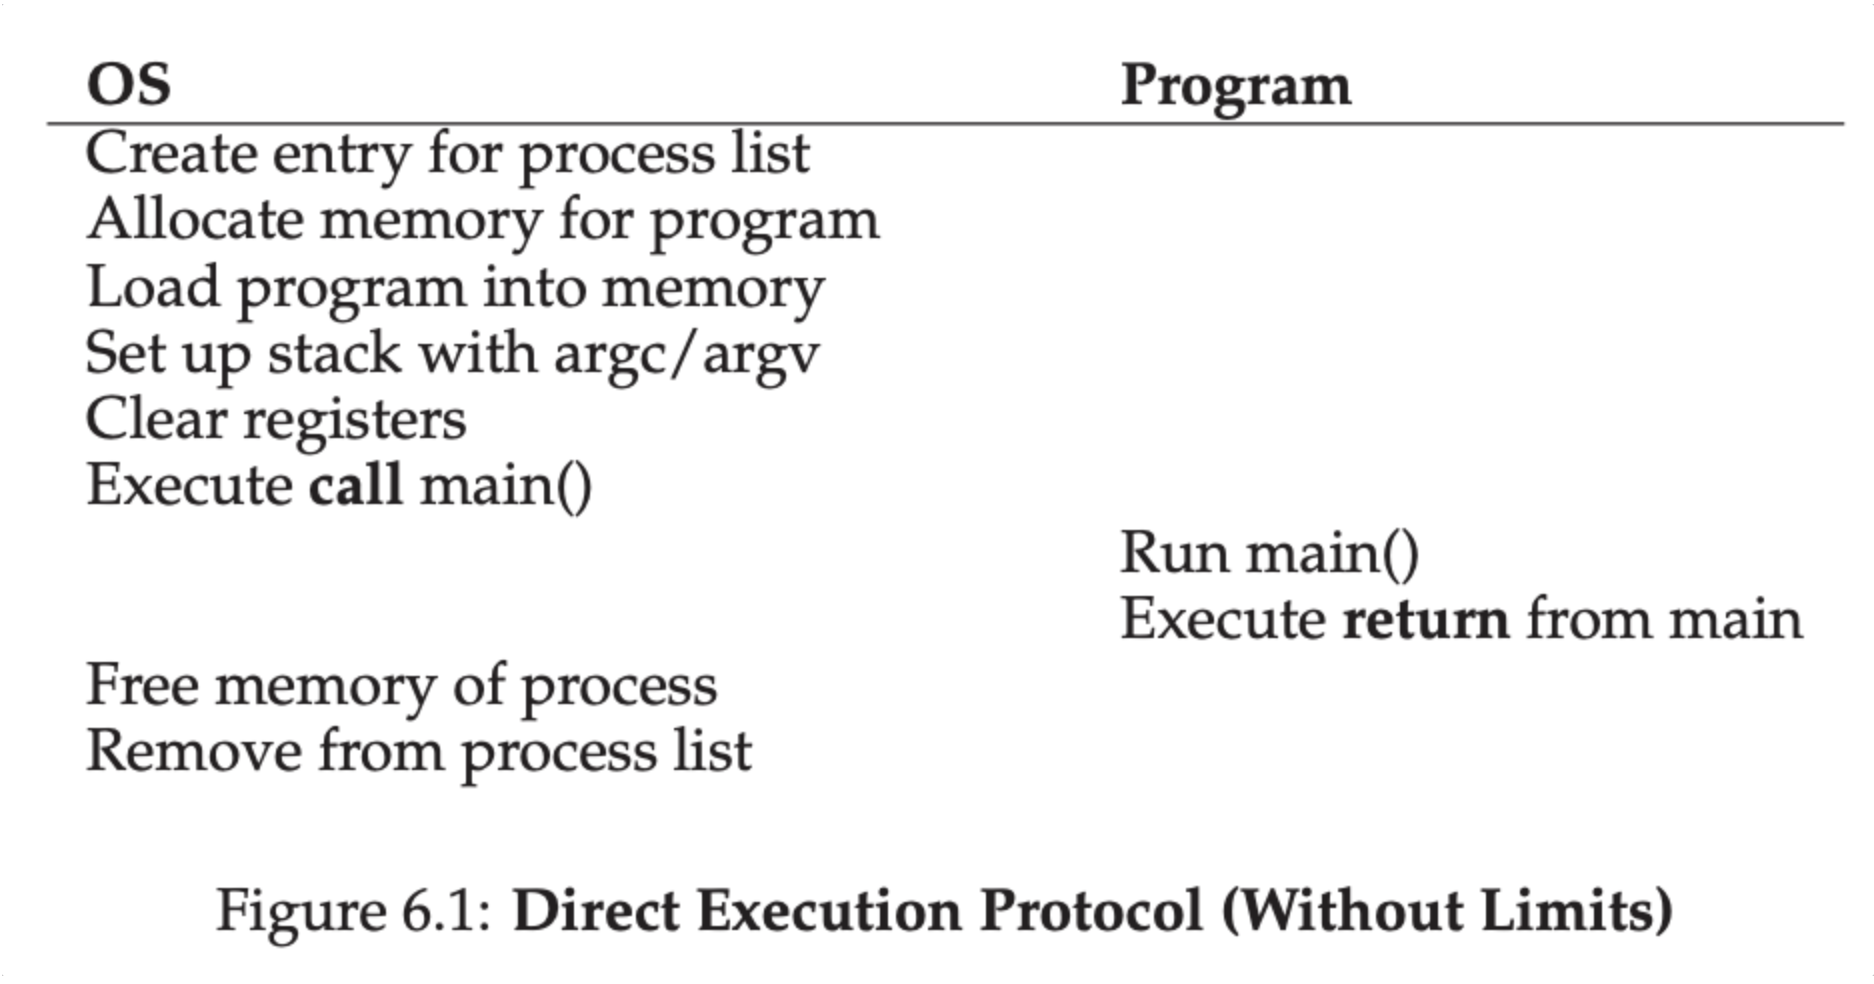 OS Program
Create entry for process list
Allocate memory for program
Load program into memory
Set up stack with argc/argv
Clear registers
Execute call main()
Run main()
Execute return from main
Free memory of process
Remove from process list
Figure 6.1: Direct Execution Protocol (Without Limits)